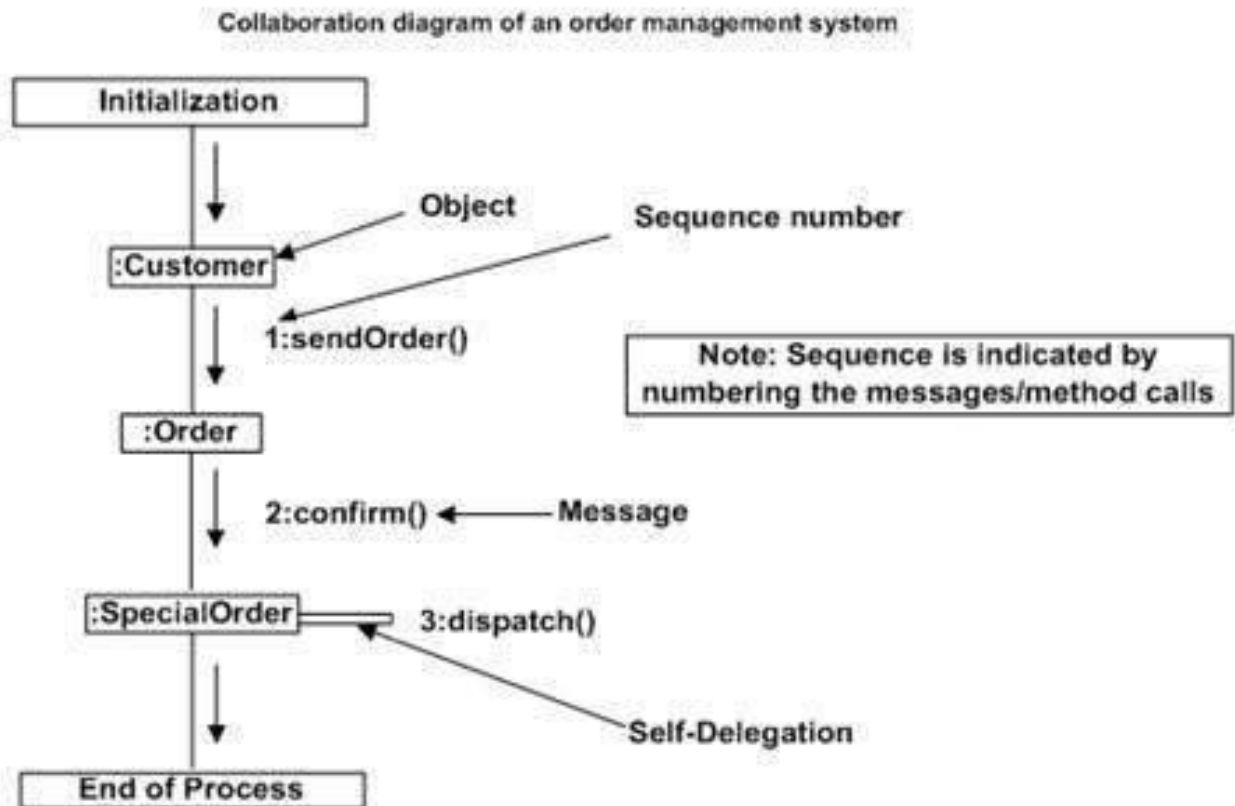 Collaboration diagram of an order management system
Initialization
Object
Sequence number
:Customer
1:sendOrder()
Note: Sequence is indicated by
numbering the messages/method calls
:Order
2:confirm()
Message
:SpecialOrder
3:dispatch()
Self-Delegation
End of Process